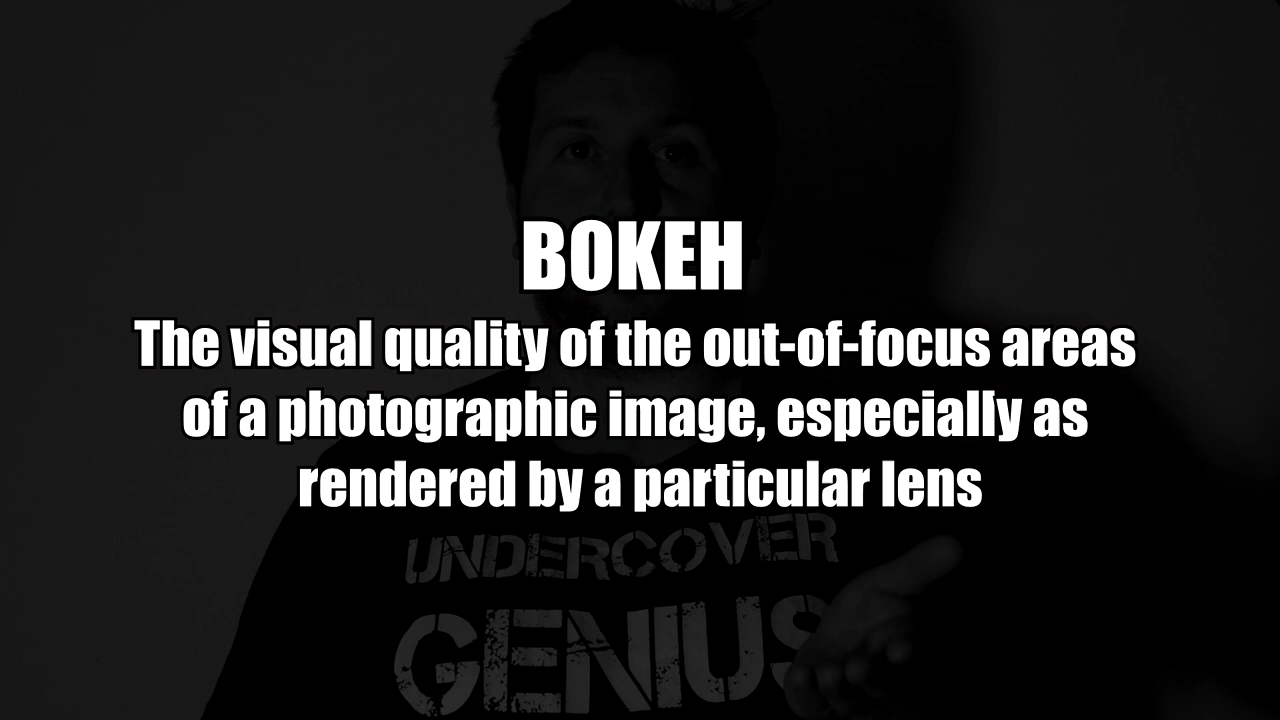 BOKEH
The visual quality of the out-of-focus areas
of a photographic image, especially as
rendered by a particular lens
UNDERCOVER
GENIUS